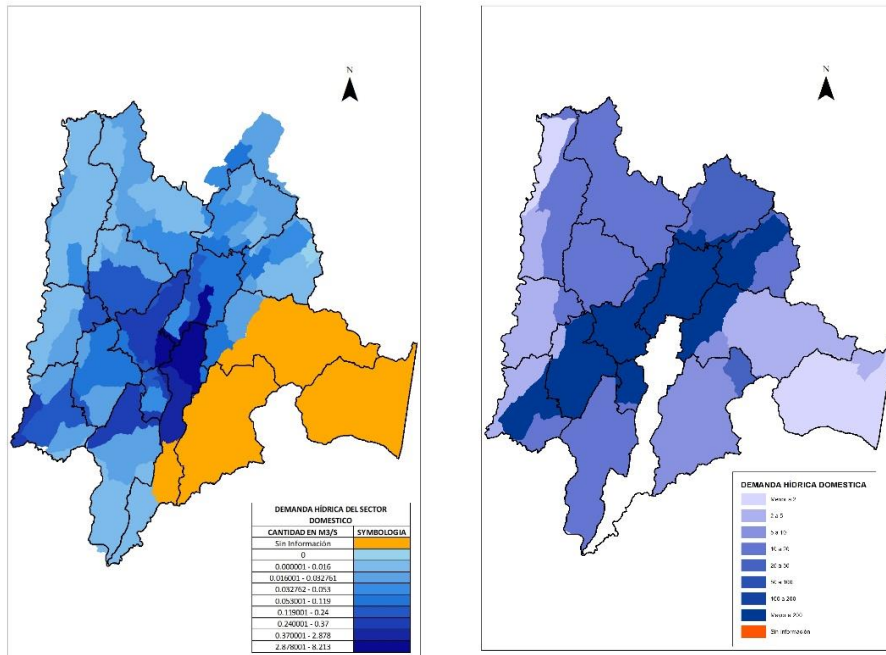 N
DEMANDA HÍDRICA DEL SECTOR
DOMESTICO
CANTIDAD EN M3/S SYMBOLOGIA
Sin Información
0
0.000001 - 0.016
0.016001 - 0.032761
0.032762 - 0.053
0.053001 - 0.119
0.119001 - 0.24
0.240001 - 0.37
0.370001 - 2.878
2.878001 - 8.213
N
DEMANDA HÍDRICA DOMESTICA
2 a 5
20 a 50
100 a 200
Sin información